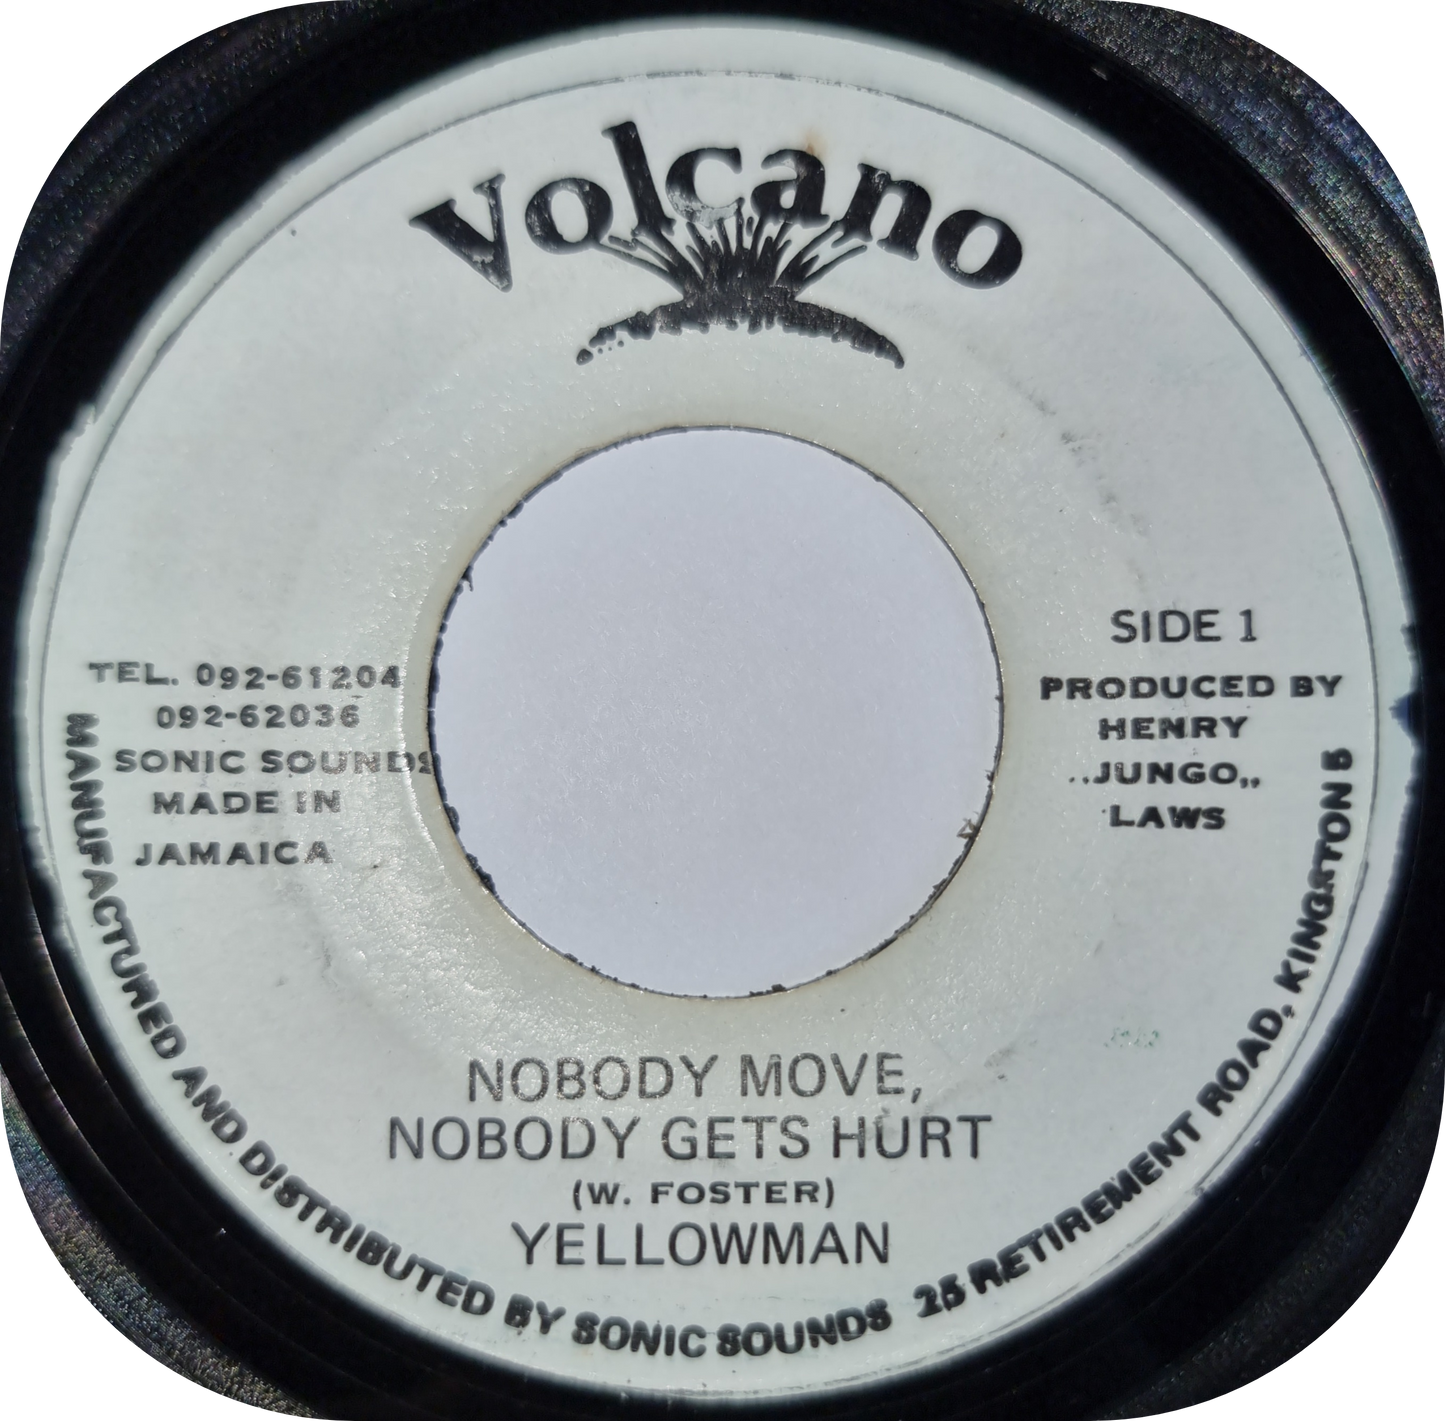 Volcano
SIDE 1
PRODUCED BY
HENRY
,,JUNGO,,
LAWS
TEL. 092-61204
092-62036
SONIC SOUNDS
MADE IN
JAMAICA
NOBODY MOVE,
NOBODY GETS HURT
(W. FOSTER)
YELLOWMAN
MANUFACTURED AND DISTRIBUTED BY SONIC SOUNDS 25 RETIREMENT ROAD, KINGSTON 5